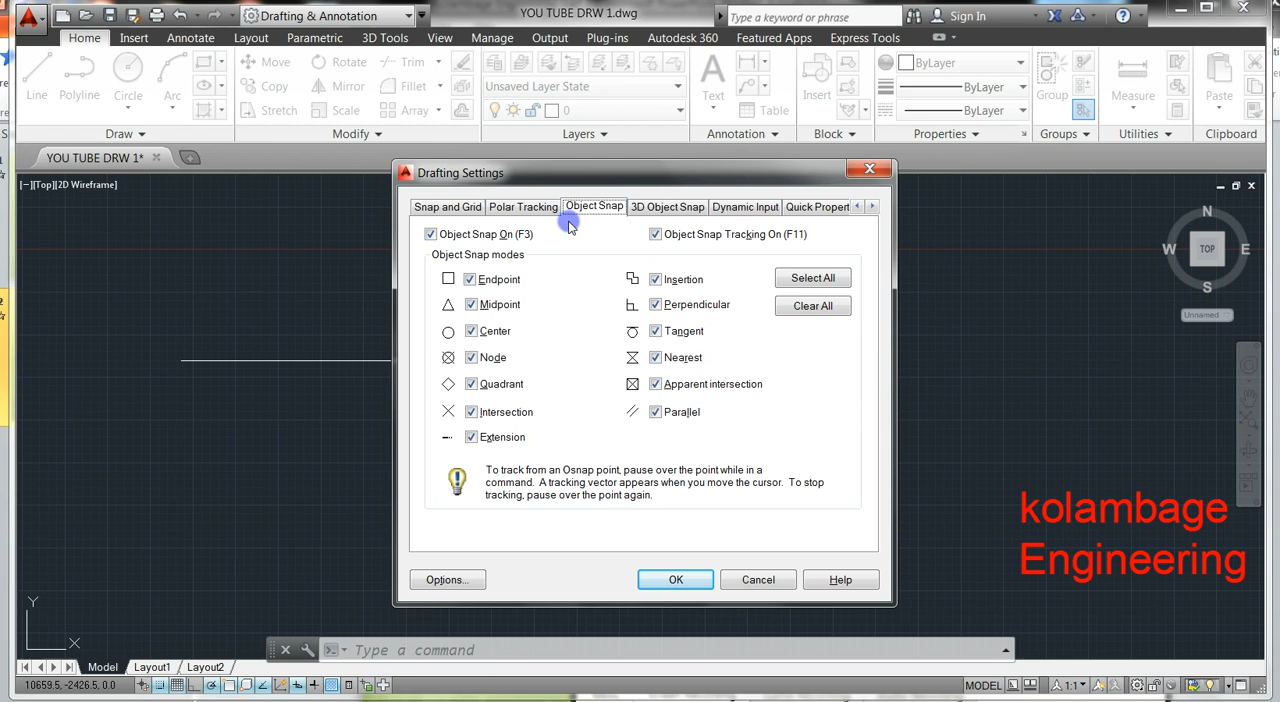 Drafting & Annotation
YOU TUBE DRW 1.dwg
Type a keyword or phrase
Sign In
Home Insert Annotate Layout Parametric 3D Tools View Manage Output Plug-ins Autodesk 360 Featured Apps Express Tools
Line Polyline Circle Arc
Move Rotate Trim
Copy Mirror Fillet
Stretch Scale Array
Unsaved Layer State
0
Text
Table
Insert
ByLayer
ByLayer
ByLayer
Group
Measure
Paste
Draw Modify Layers Annotation Block Properties Groups Utilities Clipboard
YOU TUBE DRW 1*
[−][Top][2D Wireframe]
Drafting Settings
Snap and Grid Polar Tracking Object Snap 3D Object Snap Dynamic Input Quick Propert
Object Snap On (F3) Object Snap Tracking On (F11)
Object Snap modes
Endpoint Insertion Select All
Midpoint Perpendicular Clear All
Center Tangent
Node Nearest
Quadrant Apparent intersection
Intersection Parallel
Extension
To track from an Osnap point, pause over the point while in a
command. A tracking vector appears when you move the cursor. To stop
tracking, pause over the point again.
Options... OK Cancel Help
N
W TOP E
S
Unnamed
kolambage
Engineering
Y
X
Type a command
Model Layout1 Layout2
10659.5, -2426.5, 0.0
MODEL
1:1